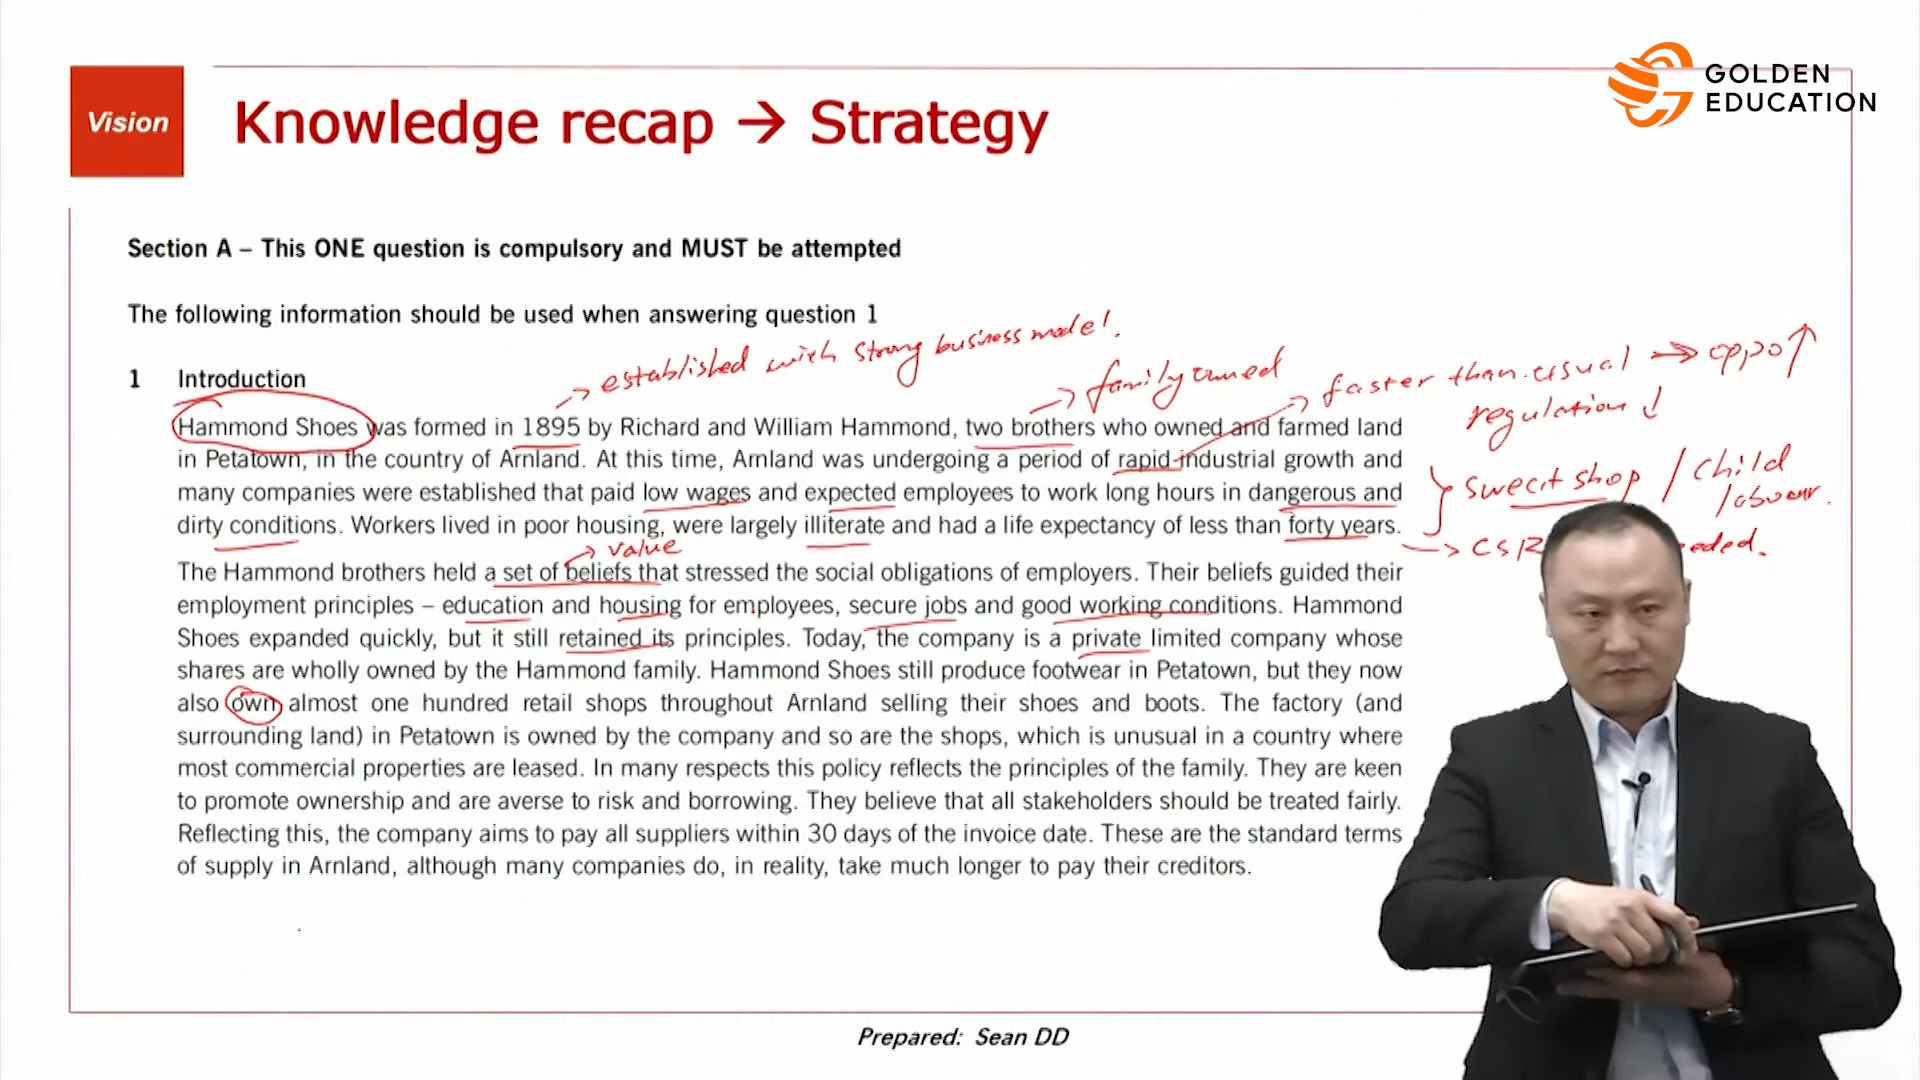 GOLDEN
EDUCATION
Vision
Knowledge recap → Strategy
Section A – This ONE question is compulsory and MUST be attempted
The following information should be used when answering question 1
→ established with strong business model.
→ family owned
→ faster than usual → oppo↑
regulation ↓
1 Introduction
Hammond Shoes was formed in 1895 by Richard and William Hammond, two brothers who owned and farmed land
in Petatown, in the country of Arnland. At this time, Arnland was undergoing a period of rapid industrial growth and
many companies were established that paid low wages and expected employees to work long hours in dangerous and
dirty conditions. Workers lived in poor housing, were largely illiterate and had a life expectancy of less than forty years.
} sweat shop / child
labour.
→ value
The Hammond brothers held a set of beliefs that stressed the social obligations of employers. Their beliefs guided their
employment principles – education and housing for employees, secure jobs and good working conditions. Hammond
Shoes expanded quickly, but it still retained its principles. Today, the company is a private limited company whose
shares are wholly owned by the Hammond family. Hammond Shoes still produce footwear in Petatown, but they now
also own almost one hundred retail shops throughout Arnland selling their shoes and boots. The factory (and
surrounding land) in Petatown is owned by the company and so are the shops, which is unusual in a country where
most commercial properties are leased. In many respects this policy reflects the principles of the family. They are keen
to promote ownership and are averse to risk and borrowing. They believe that all stakeholders should be treated fairly.
Reflecting this, the company aims to pay all suppliers within 30 days of the invoice date. These are the standard terms
of supply in Arnland, although many companies do, in reality, take much longer to pay their creditors.
Prepared: Sean DD